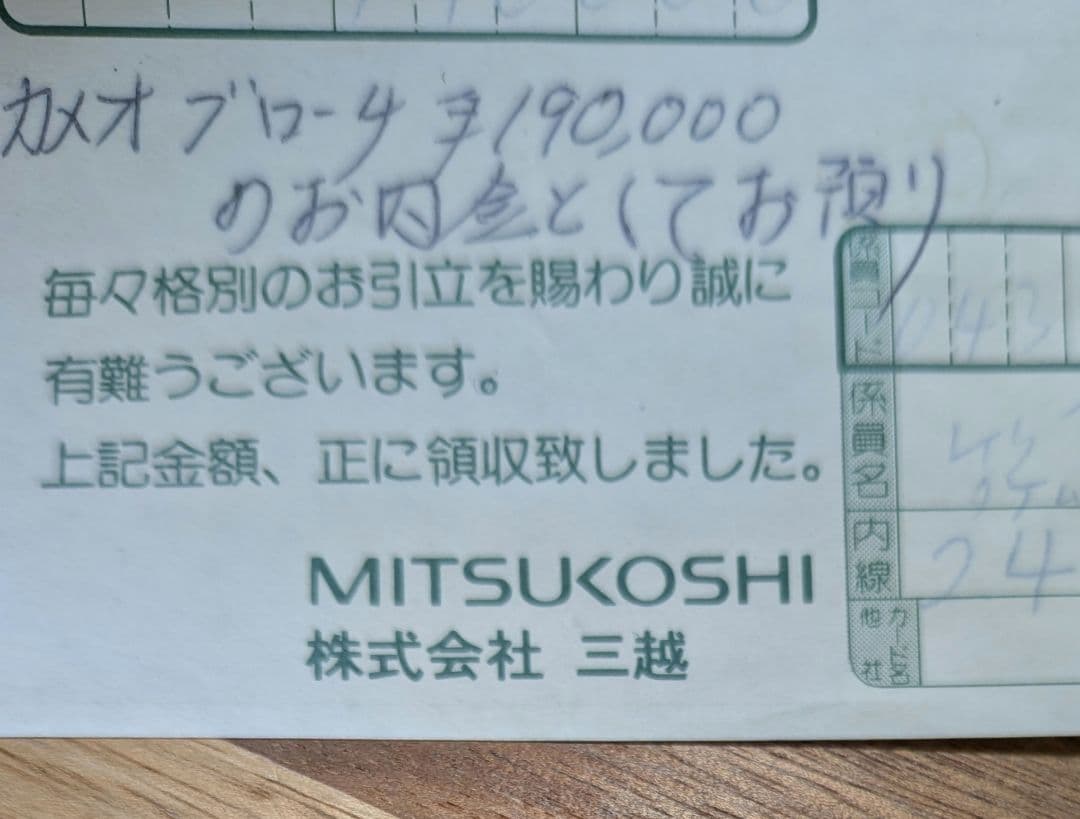 カメオ ブローチ ¥190,000
のお内金としてお預り
毎々格別のお引立を賜わり誠に
有難うございます。
上記金額、正に領収致しました。
MITSUKOSHI
株式会社 三越
コード 043
係員名
内線 24
他社カード名